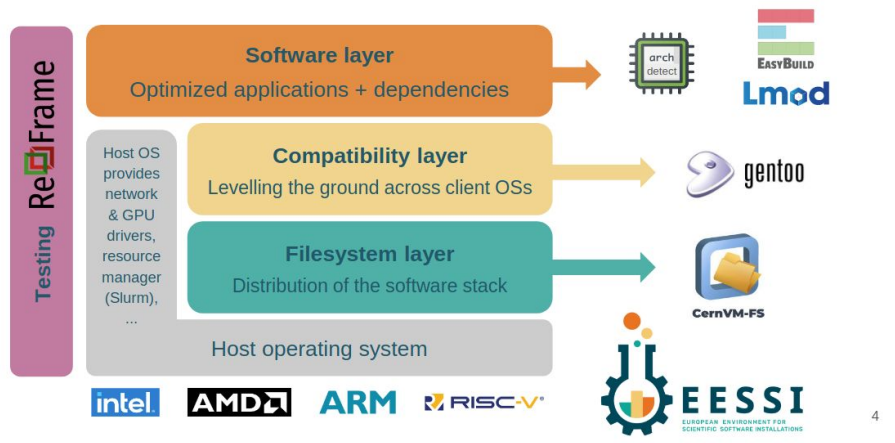 Testing ReFrame
Software layer
Optimized applications + dependencies
arch
detect
EASYBUILD
Lmod
Host OS
provides
network
& GPU
drivers,
resource
manager
(Slurm),
...
Compatibility layer
Levelling the ground across client OSs
gentoo
Filesystem layer
Distribution of the software stack
CernVM-FS
Host operating system
intel.
AMD
ARM
RISC-V®
EESSI
EUROPEAN ENVIRONMENT FOR
SCIENTIFIC SOFTWARE INSTALLATIONS
4